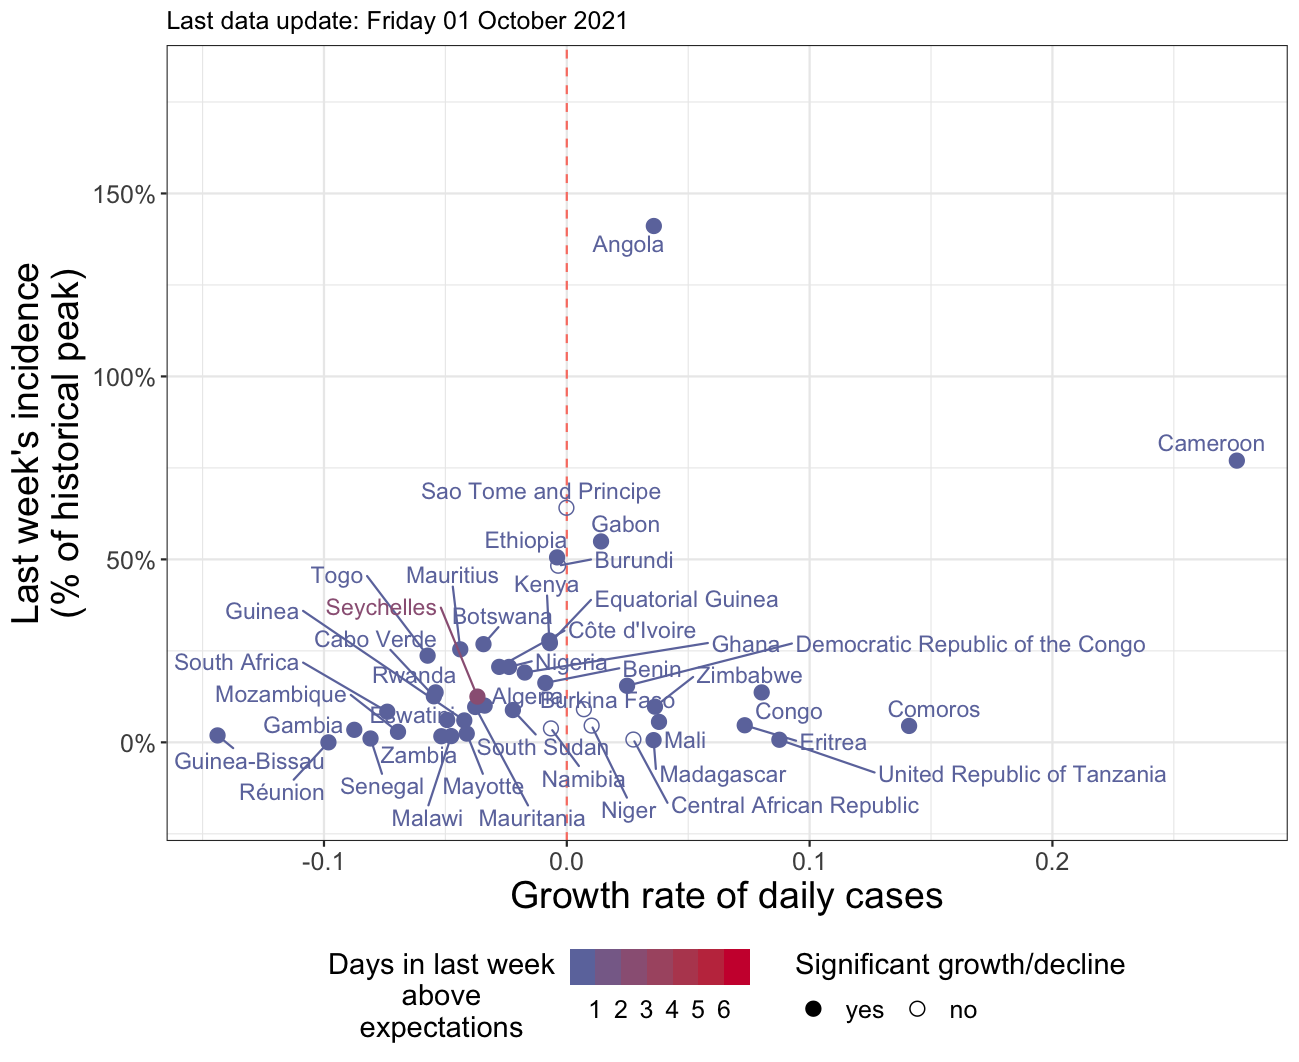 Last data update: Friday 01 October 2021
Last week's incidence
(% of historical peak)
150%
100%
50%
0%
Angola
Cameroon
Sao Tome and Principe
Gabon
Ethiopia
Burundi
Togo
Mauritius
Kenya
Seychelles
Equatorial Guinea
Guinea
Botswana
Côte d'Ivoire
Cabo Verde
Ghana
Democratic Republic of the Congo
South Africa
Nigeria
Rwanda
Benin
Zimbabwe
Mozambique
Algeria
Burkina Faso
Eswatini
Congo
Comoros
Gambia
Mali
Eritrea
Guinea-Bissau
Zambia
South Sudan
Réunion
Senegal
Mayotte
Namibia
Madagascar
United Republic of Tanzania
Malawi
Mauritania
Niger
Central African Republic
-0.1
0.0
0.1
0.2
Growth rate of daily cases
Days in last week
above
expectations
1 2 3 4 5 6
Significant growth/decline
yes
no